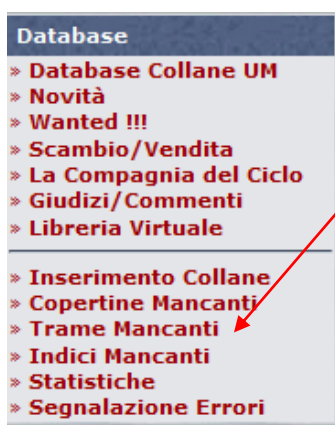 Database
» Database Collane UM
» Novità
» Wanted !!!
» Scambio/Vendita
» La Compagnia del Ciclo
» Giudizi/Commenti
» Libreria Virtuale
» Inserimento Collane
» Copertine Mancanti
» Trame Mancanti
» Indici Mancanti
» Statistiche
» Segnalazione Errori